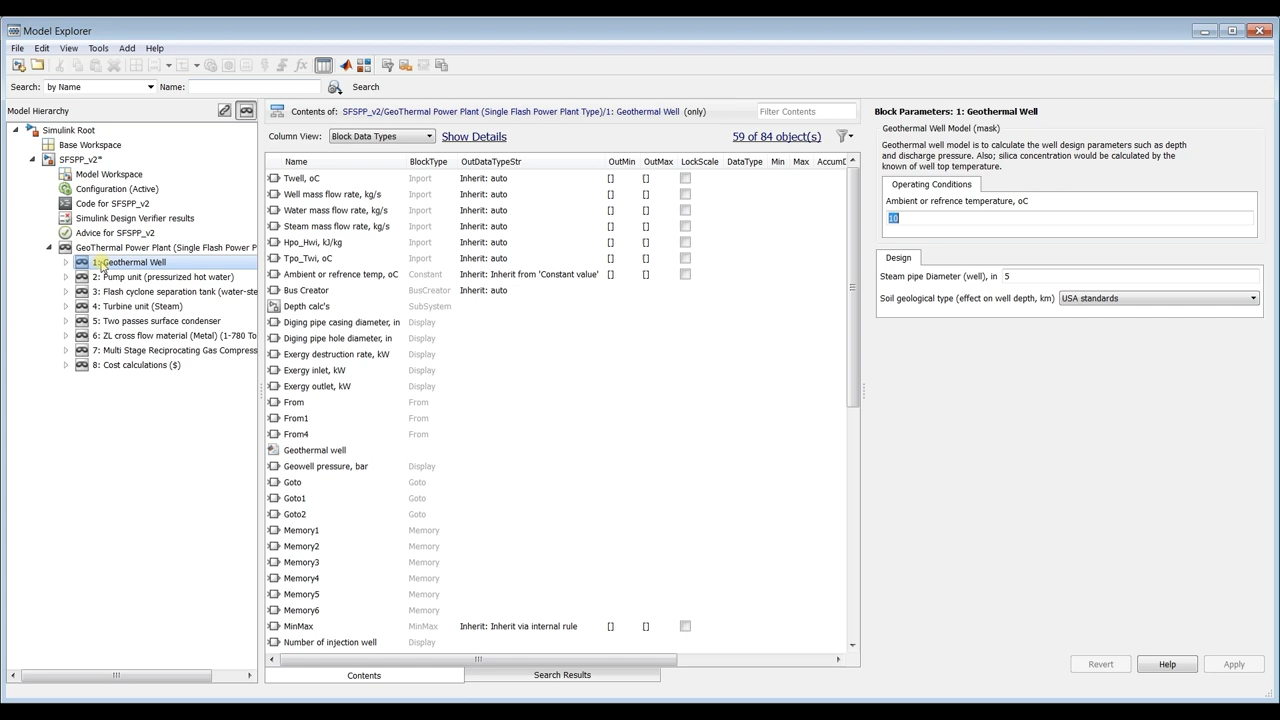 Model Explorer
File Edit View Tools Add Help
Search: by Name Name: Search
Model Hierarchy
Simulink Root
Base Workspace
SFSPP_v2*
Model Workspace
Configuration (Active)
Code for SFSPP_v2
Simulink Design Verifier results
Advice for SFSPP_v2
GeoThermal Power Plant (Single Flash Power P
1: Geothermal Well
2: Pump unit (pressurized hot water)
3: Flash cyclone separation tank (water-ste
4: Turbine unit (Steam)
5: Two passes surface condenser
6: ZL cross flow material (Metal) (1-780 To
7: Multi Stage Reciprocating Gas Compress
8: Cost calculations ($)
Contents of: SFSPP_v2/GeoThermal Power Plant (Single Flash Power Plant Type)/1: Geothermal Well (only) Filter Contents
Column View: Block Data Types Show Details 59 of 84 object(s)
Name BlockType OutDataTypeStr OutMin OutMax LockScale DataType Min Max AccumD
Twell, oC Inport Inherit: auto [] []
Well mass flow rate, kg/s Inport Inherit: auto [] []
Water mass flow rate, kg/s Inport Inherit: auto [] []
Steam mass flow rate, kg/s Inport Inherit: auto [] []
Hpo_Hwi, kJ/kg Inport Inherit: auto [] []
Tpo_Twi, oC Inport Inherit: auto [] []
Ambient or refrence temp, oC Constant Inherit: Inherit from 'Constant value' [] []
Bus Creator BusCreator Inherit: auto
Depth calc's SubSystem
Diging pipe casing diameter, in Display
Diging pipe hole diameter, in Display
Exergy destruction rate, kW Display
Exergy inlet, kW Display
Exergy outlet, kW Display
From From
From1 From
From4 From
Geothermal well
Geowell pressure, bar Display
Goto Goto
Goto1 Goto
Goto2 Goto
Memory1 Memory
Memory2 Memory
Memory3 Memory
Memory4 Memory
Memory5 Memory
Memory6 Memory
MinMax MinMax Inherit: Inherit via internal rule [] []
Number of injection well Display
Contents Search Results
Block Parameters: 1: Geothermal Well
Geothermal Well Model (mask)
Geothermal well model is to calculate the well design parameters such as depth
and discharge pressure. Also; silica concentration would be calculated by the
known of well top temperature.
Operating Conditions
Ambient or refrence temperature, oC
10
Design
Steam pipe Diameter (well), in 5
Soil geological type (effect on well depth, km) USA standards
Revert Help Apply